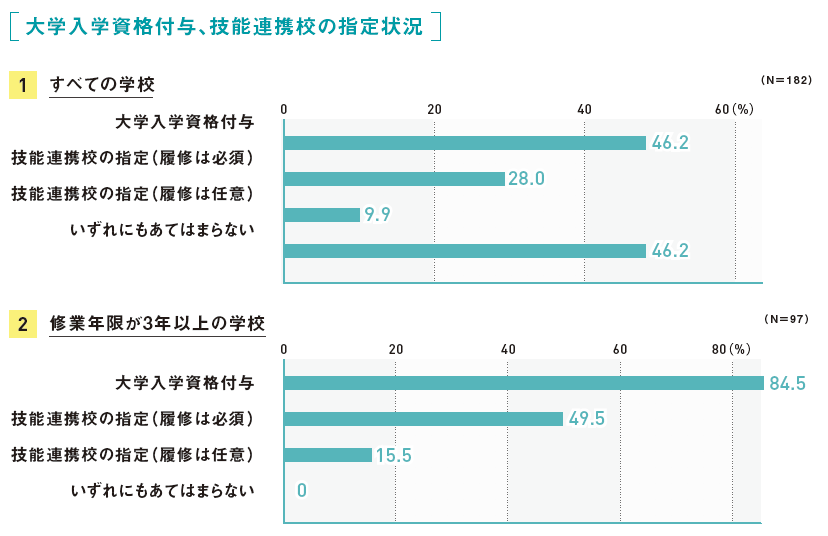 大学入学資格付与、技能連携校の指定状況
1 すべての学校
(N=182)
0 20 40 60(%)
大学入学資格付与
46.2
技能連携校の指定(履修は必須)
28.0
技能連携校の指定(履修は任意)
9.9
いずれにもあてはまらない
46.2
2 修業年限が3年以上の学校
(N=97)
0 20 40 60 80(%)
大学入学資格付与 84.5
技能連携校の指定(履修は必須) 49.5
技能連携校の指定(履修は任意) 15.5
いずれにもあてはまらない 0